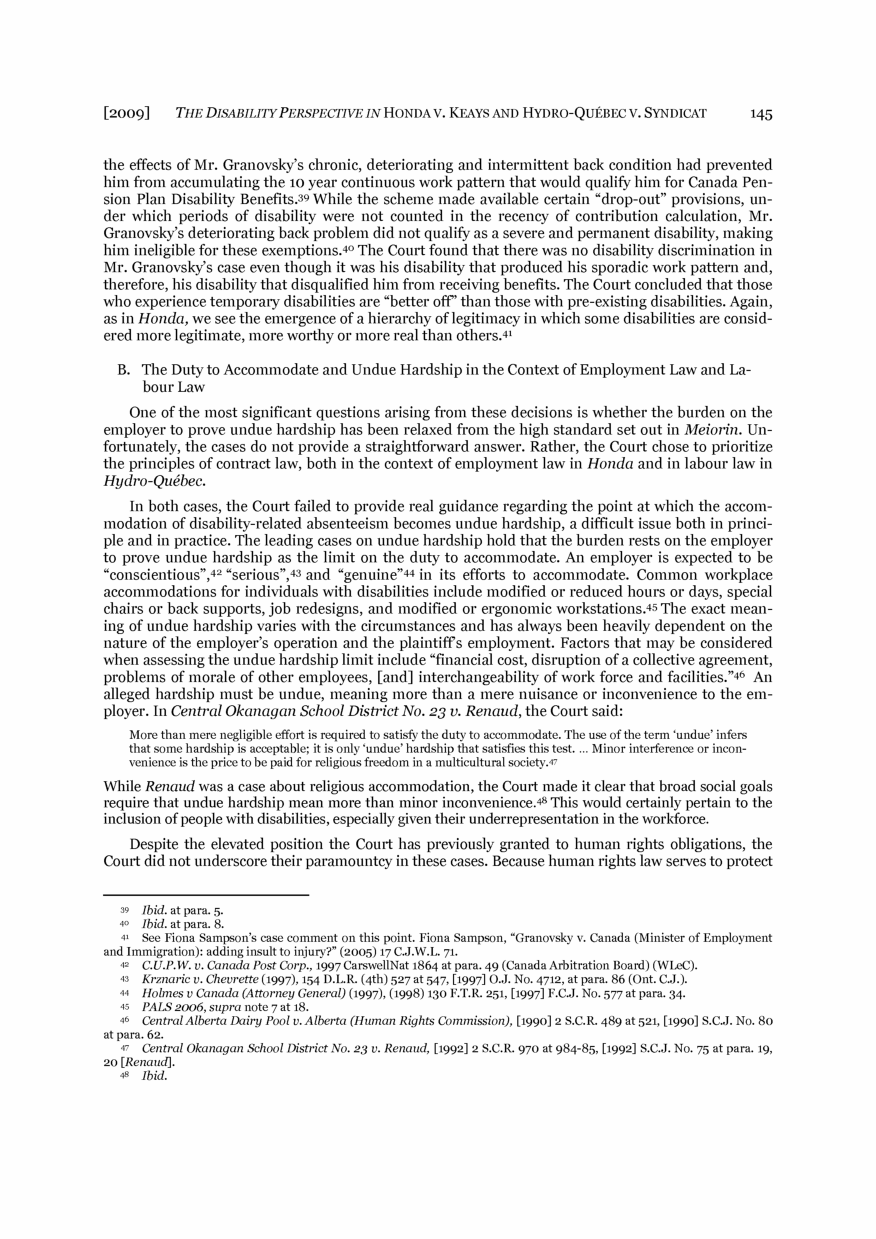 [2009] THE DISABILITY PERSPECTIVE IN HONDA V. KEAYS AND HYDRO-QUÉBEC V. SYNDICAT 145
the effects of Mr. Granovsky's chronic, deteriorating and intermittent back condition had prevented
him from accumulating the 10 year continuous work pattern that would qualify him for Canada Pen-
sion Plan Disability Benefits.39 While the scheme made available certain “drop-out” provisions, un-
der which periods of disability were not counted in the recency of contribution calculation, Mr.
Granovsky's deteriorating back problem did not qualify as a severe and permanent disability, making
him ineligible for these exemptions.40 The Court found that there was no disability discrimination in
Mr. Granovsky's case even though it was his disability that produced his sporadic work pattern and,
therefore, his disability that disqualified him from receiving benefits. The Court concluded that those
who experience temporary disabilities are “better off” than those with pre-existing disabilities. Again,
as in Honda, we see the emergence of a hierarchy of legitimacy in which some disabilities are consid-
ered more legitimate, more worthy or more real than others.41
B. The Duty to Accommodate and Undue Hardship in the Context of Employment Law and La-
bour Law
One of the most significant questions arising from these decisions is whether the burden on the
employer to prove undue hardship has been relaxed from the high standard set out in Meiorin. Un-
fortunately, the cases do not provide a straightforward answer. Rather, the Court chose to prioritize
the principles of contract law, both in the context of employment law in Honda and in labour law in
Hydro-Québec.
In both cases, the Court failed to provide real guidance regarding the point at which the accom-
modation of disability-related absenteeism becomes undue hardship, a difficult issue both in princi-
ple and in practice. The leading cases on undue hardship hold that the burden rests on the employer
to prove undue hardship as the limit on the duty to accommodate. An employer is expected to be
“conscientious”,42 “serious”,43 and “genuine”44 in its efforts to accommodate. Common workplace
accommodations for individuals with disabilities include modified or reduced hours or days, special
chairs or back supports, job redesigns, and modified or ergonomic workstations.45 The exact mean-
ing of undue hardship varies with the circumstances and has always been heavily dependent on the
nature of the employer's operation and the plaintiff's employment. Factors that may be considered
when assessing the undue hardship limit include “financial cost, disruption of a collective agreement,
problems of morale of other employees, [and] interchangeability of work force and facilities.”46 An
alleged hardship must be undue, meaning more than a mere nuisance or inconvenience to the em-
ployer. In Central Okanagan School District No. 23 v. Renaud, the Court said:
More than mere negligible effort is required to satisfy the duty to accommodate. The use of the term ‘undue’ infers
that some hardship is acceptable; it is only ‘undue’ hardship that satisfies this test. ... Minor interference or incon-
venience is the price to be paid for religious freedom in a multicultural society.47
While Renaud was a case about religious accommodation, the Court made it clear that broad social goals
require that undue hardship mean more than minor inconvenience.48 This would certainly pertain to the
inclusion of people with disabilities, especially given their underrepresentation in the workforce.
Despite the elevated position the Court has previously granted to human rights obligations, the
Court did not underscore their paramountcy in these cases. Because human rights law serves to protect
39 Ibid. at para. 5.
40 Ibid. at para. 8.
41 See Fiona Sampson's case comment on this point. Fiona Sampson, “Granovsky v. Canada (Minister of Employment
and Immigration): adding insult to injury?” (2005) 17 C.J.W.L. 71.
42 C.U.P.W. v. Canada Post Corp., 1997 CarswellNat 1864 at para. 49 (Canada Arbitration Board) (WLeC).
43 Krznaric v. Chevrette (1997), 154 D.L.R. (4th) 527 at 547, [1997] O.J. No. 4712, at para. 86 (Ont. C.J.).
44 Holmes v Canada (Attorney General) (1997), (1998) 130 F.T.R. 251, [1997] F.C.J. No. 577 at para. 34.
45 PALS 2006, supra note 7 at 18.
46 Central Alberta Dairy Pool v. Alberta (Human Rights Commission), [1990] 2 S.C.R. 489 at 521, [1990] S.C.J. No. 80
at para. 62.
47 Central Okanagan School District No. 23 v. Renaud, [1992] 2 S.C.R. 970 at 984-85, [1992] S.C.J. No. 75 at para. 19,
20 [Renaud].
48 Ibid.